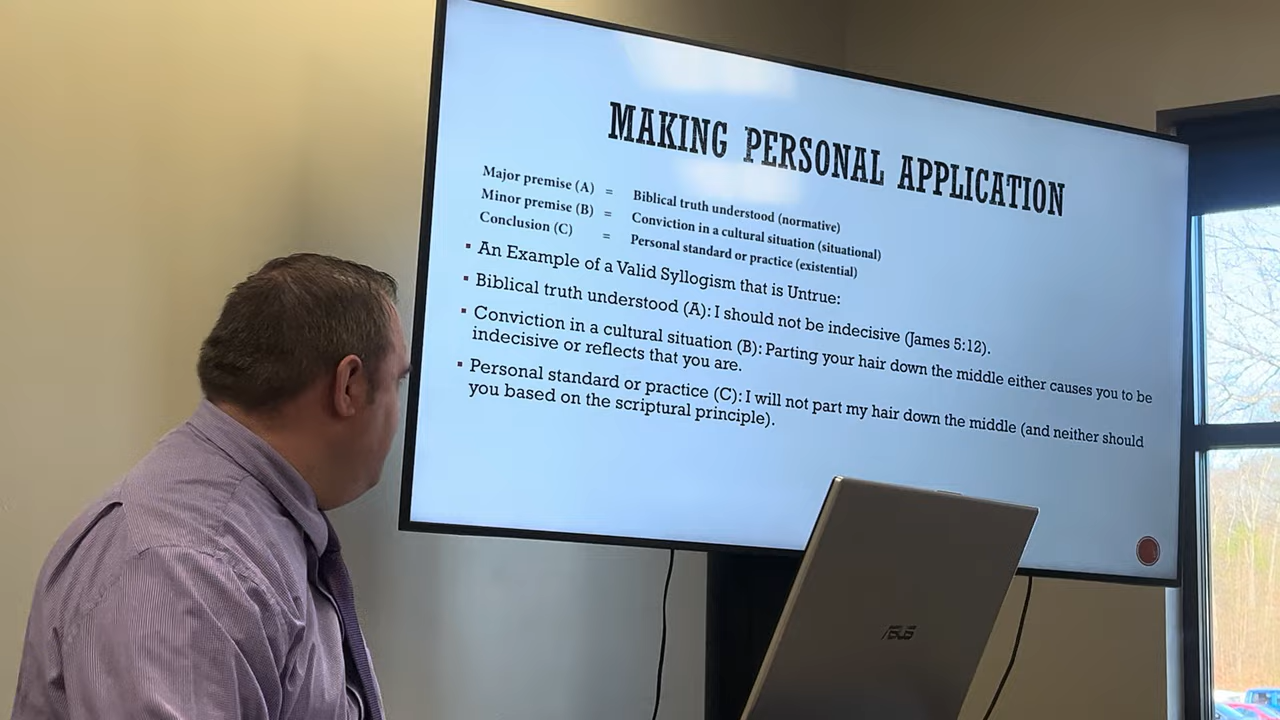 MAKING PERSONAL APPLICATION
Major premise (A) = Biblical truth understood (normative)
Minor premise (B) = Conviction in a cultural situation (situational)
Conclusion (C) = Personal standard or practice (existential)
▪ An Example of a Valid Syllogism that is Untrue:
▪ Biblical truth understood (A): I should not be indecisive (James 5:12).
▪ Conviction in a cultural situation (B): Parting your hair down the middle either causes you to be
indecisive or reflects that you are.
▪ Personal standard or practice (C): I will not part my hair down the middle (and neither should
you based on the scriptural principle).
ASUS